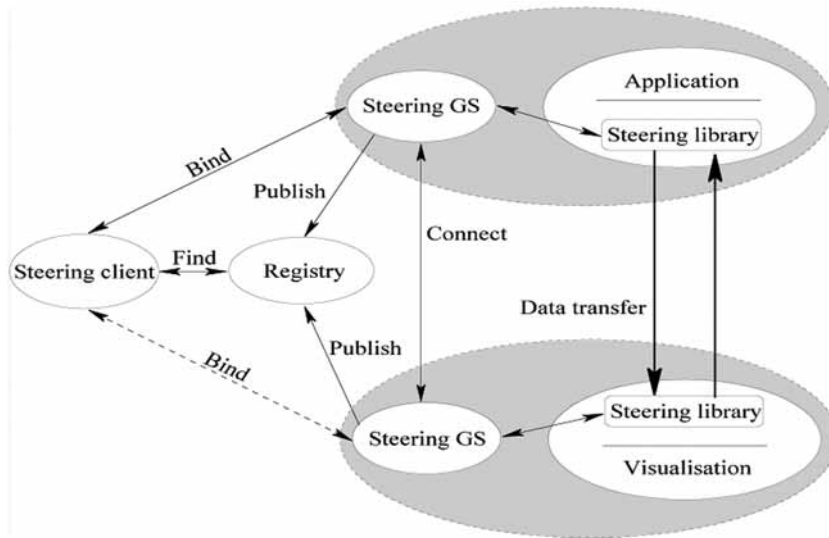 Application
Steering GS
Steering library
Bind
Publish
Connect
Find
Steering client
Registry
Data transfer
Publish
Bind
Steering library
Steering GS
Visualisation